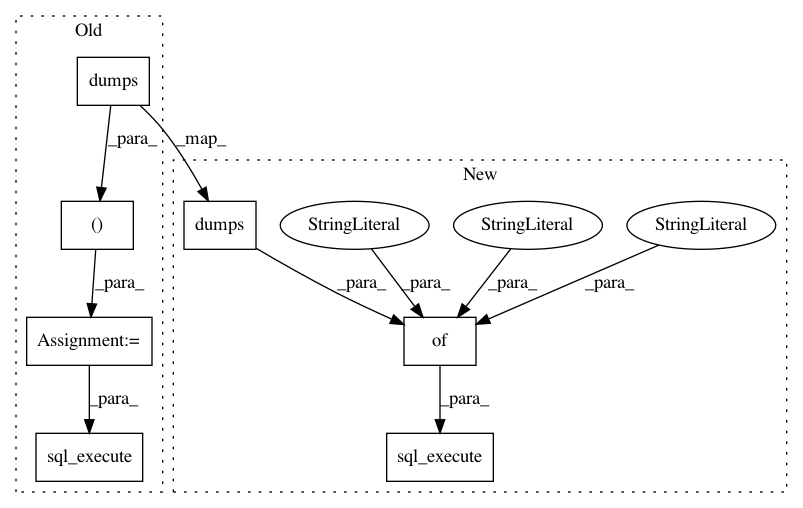 Old
dumps
_para_
_map_
New
()
dumps
StringLiteral
StringLiteral
StringLiteral
_para_
_para_
_para_
_para_
_para_
Assignment:=
of
_para_
_para_
sql_execute
sql_execute